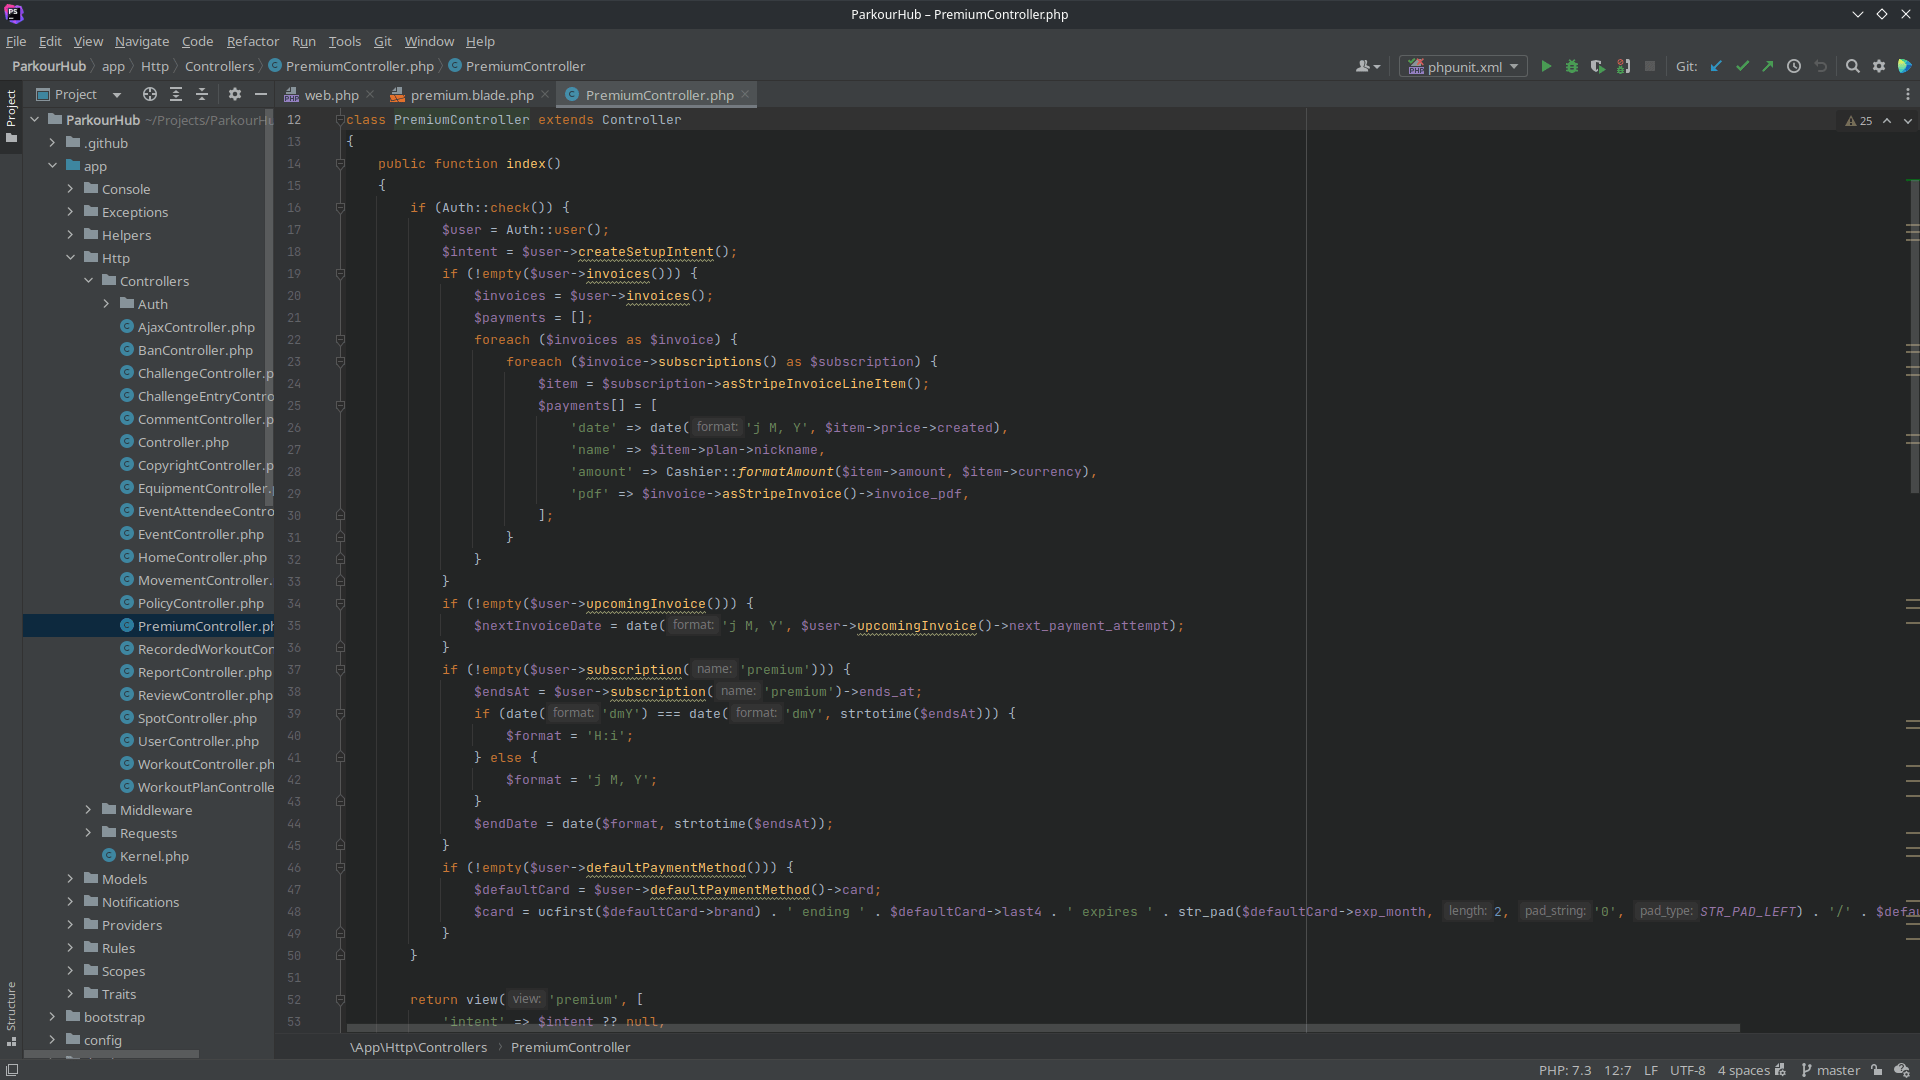 PS
ParkourHub – PremiumController.php
File Edit View Navigate Code Refactor Run Tools Git Window Help
ParkourHub app Http Controllers PremiumController.php PremiumController
phpunit.xml
Git:
Project
web.php
premium.blade.php
PremiumController.php
Project
Structure
ParkourHub ~/Projects/ParkourHu
.github
app
Console
Exceptions
Helpers
Http
Controllers
Auth
AjaxController.php
BanController.php
ChallengeController.p
ChallengeEntryContro
CommentController.p
Controller.php
CopyrightController.p
EquipmentController.
EventAttendeeContro
EventController.php
HomeController.php
MovementController.
PolicyController.php
PremiumController.ph
RecordedWorkoutCon
ReportController.php
ReviewController.php
SpotController.php
UserController.php
WorkoutController.ph
WorkoutPlanControlle
Middleware
Requests
Kernel.php
Models
Notifications
Providers
Rules
Scopes
Traits
bootstrap
config
25
12 class PremiumController extends Controller
13 {
14 public function index()
15 {
16 if (Auth::check()) {
17 $user = Auth::user();
18 $intent = $user->createSetupIntent();
19 if (!empty($user->invoices())) {
20 $invoices = $user->invoices();
21 $payments = [];
22 foreach ($invoices as $invoice) {
23 foreach ($invoice->subscriptions() as $subscription) {
24 $item = $subscription->asStripeInvoiceLineItem();
25 $payments[] = [
26 'date' => date( format: 'j M, Y', $item->price->created),
27 'name' => $item->plan->nickname,
28 'amount' => Cashier::formatAmount($item->amount, $item->currency),
29 'pdf' => $invoice->asStripeInvoice()->invoice_pdf,
30 ];
31 }
32 }
33 }
34 if (!empty($user->upcomingInvoice())) {
35 $nextInvoiceDate = date( format: 'j M, Y', $user->upcomingInvoice()->next_payment_attempt);
36 }
37 if (!empty($user->subscription( name: 'premium'))) {
38 $endsAt = $user->subscription( name: 'premium')->ends_at;
39 if (date( format: 'dmY') === date( format: 'dmY', strtotime($endsAt))) {
40 $format = 'H:i';
41 } else {
42 $format = 'j M, Y';
43 }
44 $endDate = date($format, strtotime($endsAt));
45 }
46 if (!empty($user->defaultPaymentMethod())) {
47 $defaultCard = $user->defaultPaymentMethod()->card;
48 $card = ucfirst($defaultCard->brand) . ' ending ' . $defaultCard->last4 . ' expires ' . str_pad($defaultCard->exp_month, length: 2, pad_string: '0', pad_type: STR_PAD_LEFT) . '/' . $defau
49 }
50 }
51
52 return view( view: 'premium', [
53 'intent' => $intent ?? null,
\App\Http\Controllers PremiumController
PHP: 7.3 12:7 LF UTF-8 4 spaces master